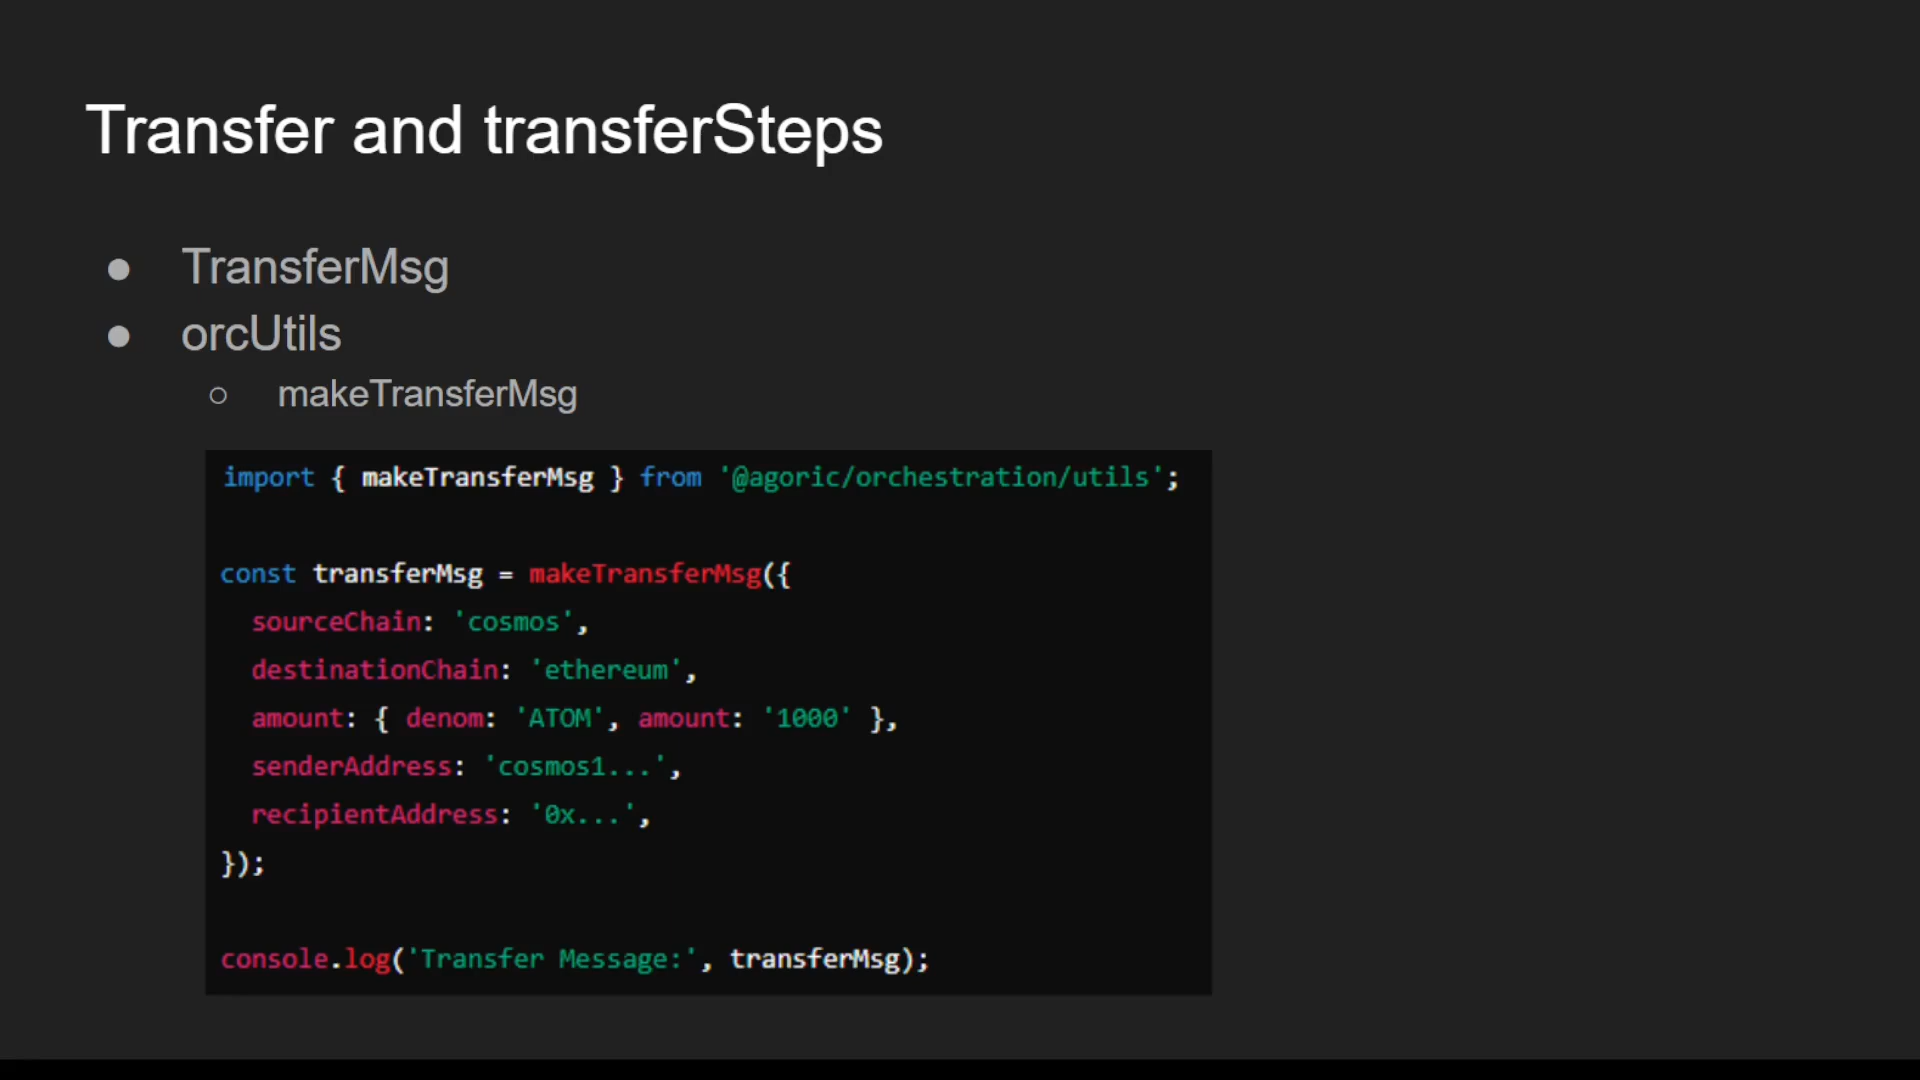 Transfer and transferSteps
● TransferMsg
● orcUtils
○ makeTransferMsg
import { makeTransferMsg } from '@agoric/orchestration/utils';
const transferMsg = makeTransferMsg({
  sourceChain: 'cosmos',
  destinationChain: 'ethereum',
  amount: { denom: 'ATOM', amount: '1000' },
  senderAddress: 'cosmos1...',
  recipientAddress: '0x...',
});
console.log('Transfer Message:', transferMsg);